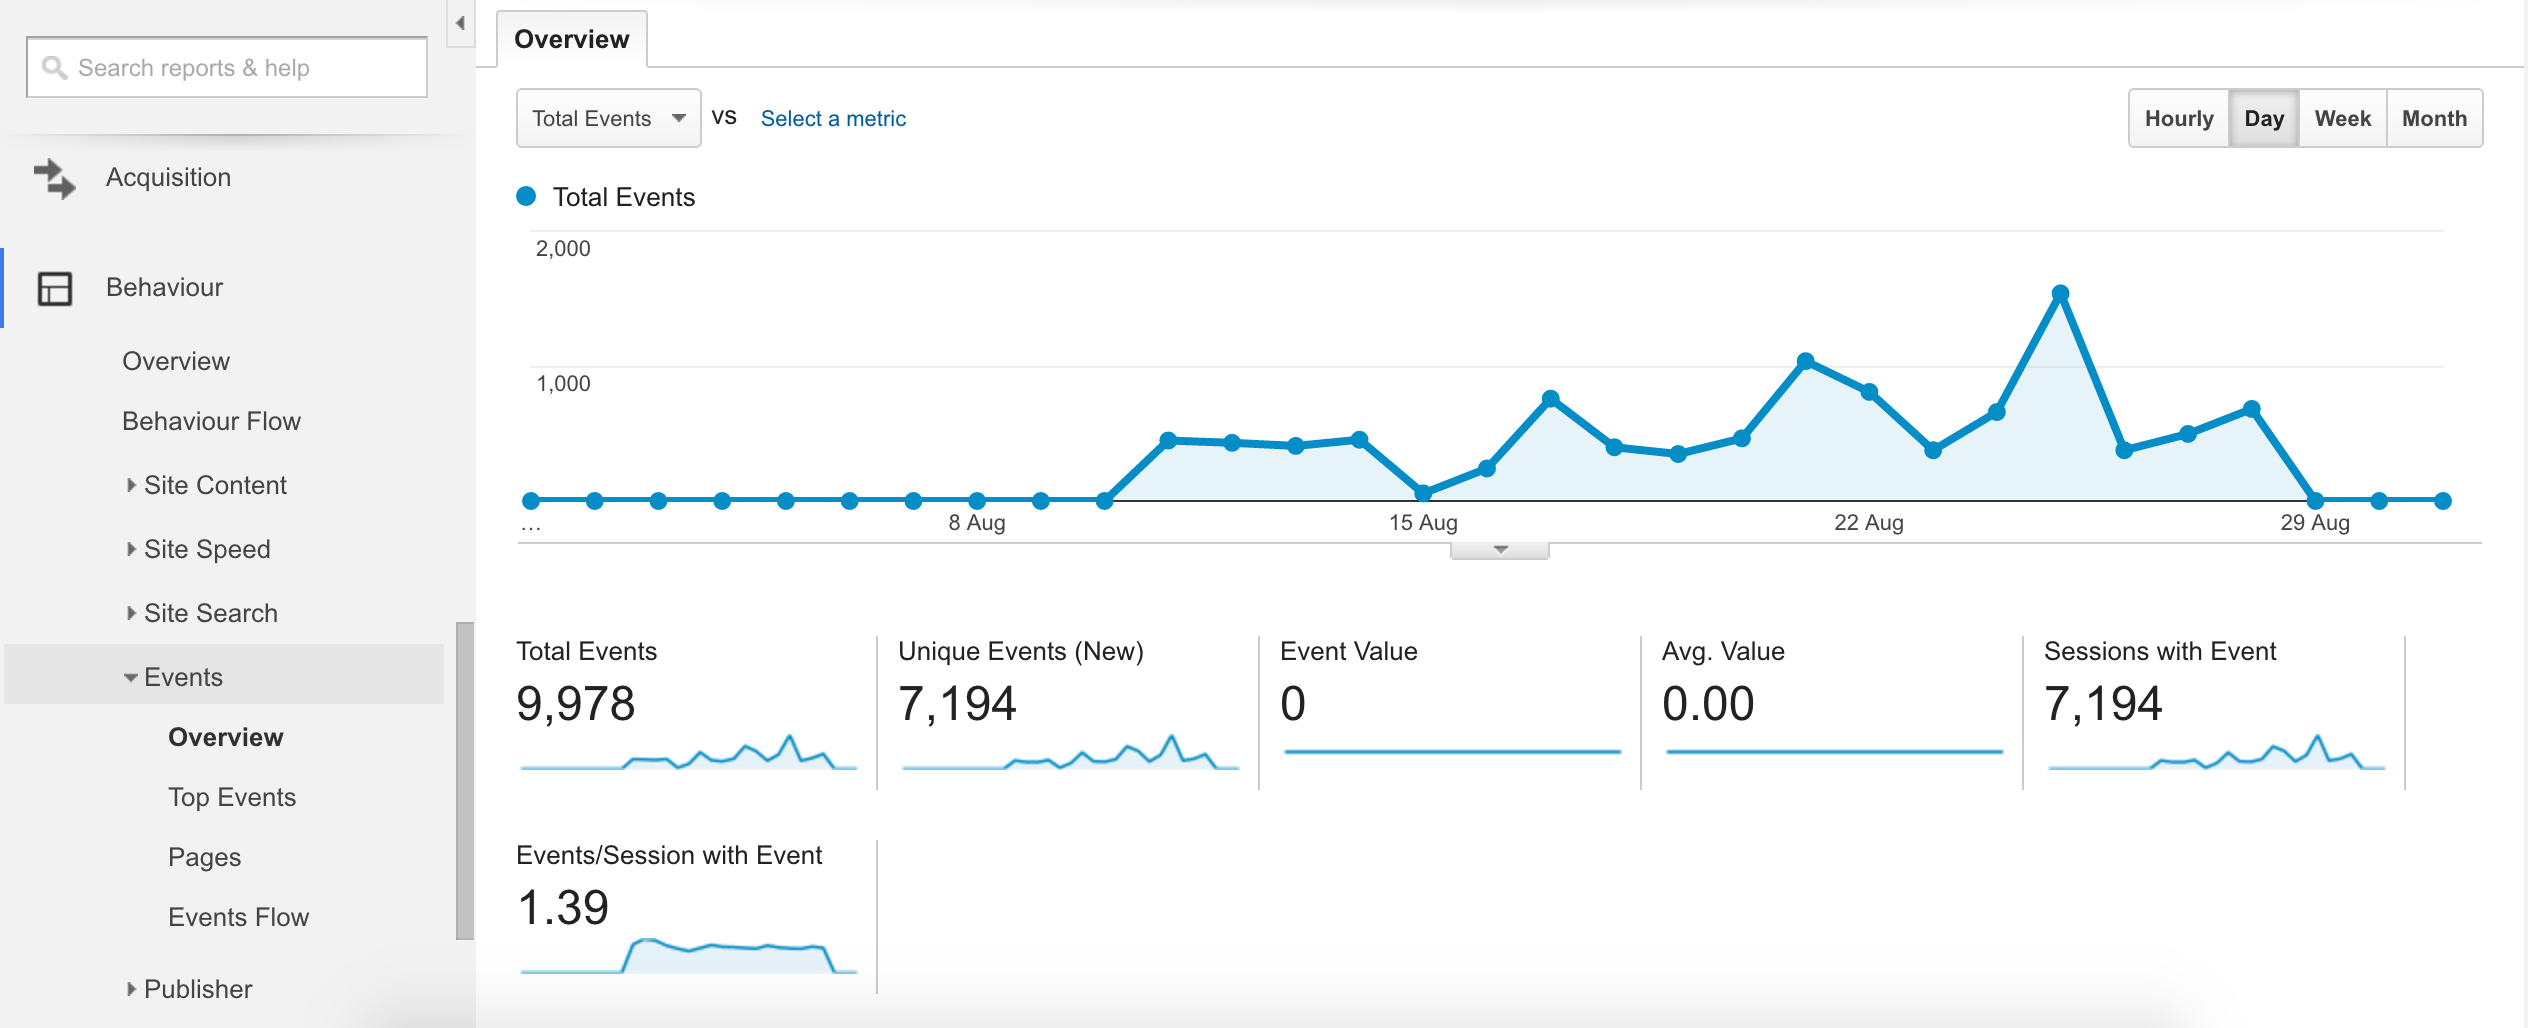 Search reports & help
Acquisition
Behaviour
Overview
Behaviour Flow
Site Content
Site Speed
Site Search
Events
Overview
Top Events
Pages
Events Flow
Publisher
Overview
Total Events vs Select a metric
Hourly Day Week Month
Total Events
2,000
1,000
... 8 Aug 15 Aug 22 Aug 29 Aug
Total Events
9,978
Unique Events (New)
7,194
Event Value
0
Avg. Value
0.00
Sessions with Event
7,194
Events/Session with Event
1.39